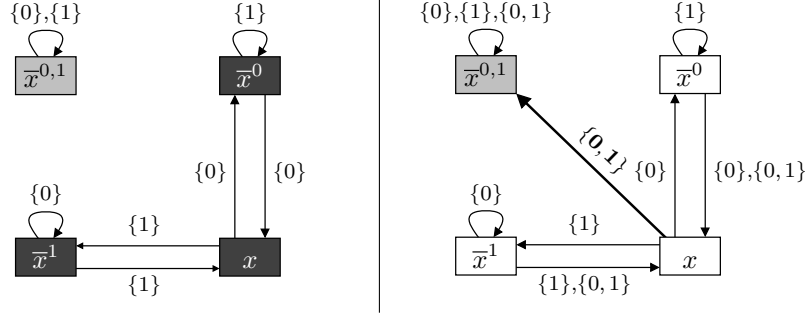 {0},{1}
x̅^{0,1}
{1}
x̅^0
{0}
{0}
{0}
x̅^1
{1}
{1}
x
{0},{1},{0, 1}
x̅^{0,1}
{1}
x̅^0
{0, 1}
{0}
{0},{0, 1}
{0}
x̅^1
{1}
{1},{0, 1}
x